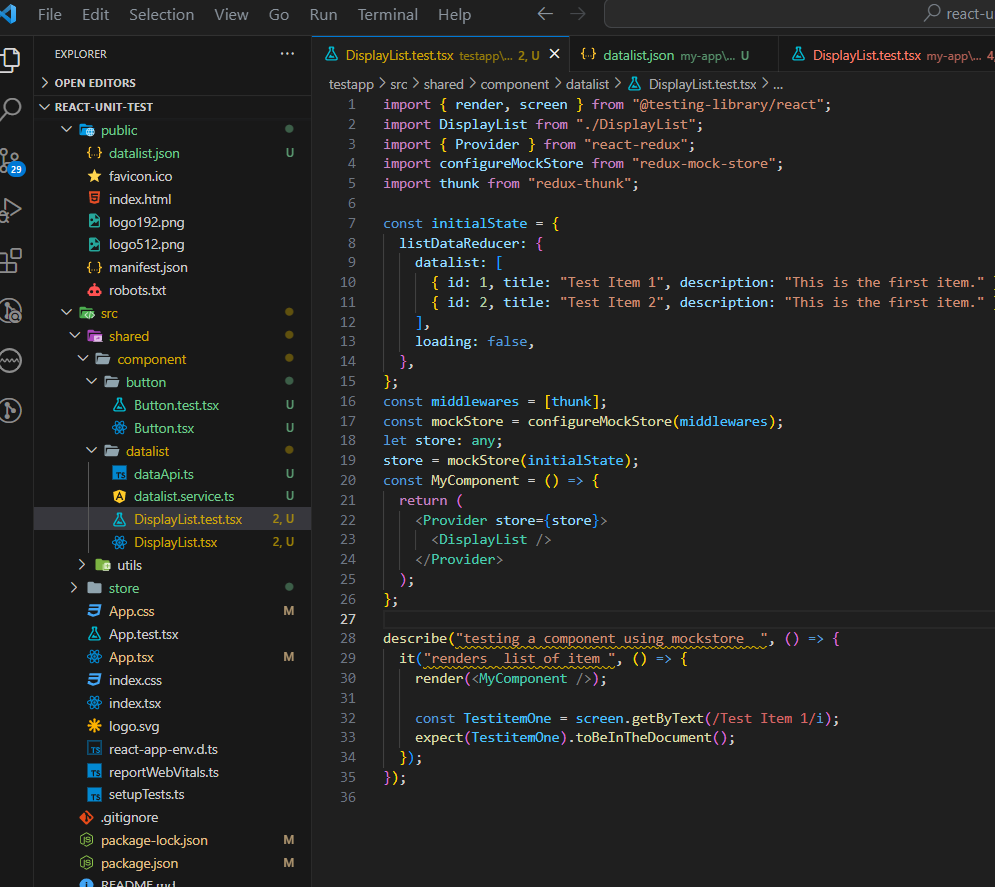 File Edit Selection View Go Run Terminal Help react-u
EXPLORER
OPEN EDITORS
REACT-UNIT-TEST
public
datalist.json U
favicon.ico
index.html
logo192.png
logo512.png
manifest.json
robots.txt
src
shared
component
button
Button.test.tsx U
Button.tsx U
datalist
dataApi.ts U
datalist.service.ts U
DisplayList.test.tsx 2, U
DisplayList.tsx 2, U
utils
store
App.css M
App.test.tsx
App.tsx M
index.css
index.tsx
logo.svg
react-app-env.d.ts
reportWebVitals.ts
setupTests.ts
.gitignore
package-lock.json M
package.json M
README.md
29
DisplayList.test.tsx testapp\... 2, U datalist.json my-app\... U DisplayList.test.tsx my-app\... 4,
testapp > src > shared > component > datalist > DisplayList.test.tsx > ...
1 import { render, screen } from "@testing-library/react";
2 import DisplayList from "./DisplayList";
3 import { Provider } from "react-redux";
4 import configureMockStore from "redux-mock-store";
5 import thunk from "redux-thunk";
6
7 const initialState = {
8 listDataReducer: {
9 datalist: [
10 { id: 1, title: "Test Item 1", description: "This is the first item." }
11 { id: 2, title: "Test Item 2", description: "This is the first item." }
12 ],
13 loading: false,
14 },
15 };
16 const middlewares = [thunk];
17 const mockStore = configureMockStore(middlewares);
18 let store: any;
19 store = mockStore(initialState);
20 const MyComponent = () => {
21 return (
22 <Provider store={store}>
23 <DisplayList />
24 </Provider>
25 );
26 };
27
28 describe("testing a component using mockstore  ", () => {
29 it("renders  list of item ", () => {
30 render(<MyComponent />);
31
32 const TestitemOne = screen.getByText(/Test Item 1/i);
33 expect(TestitemOne).toBeInTheDocument();
34 });
35 });
36